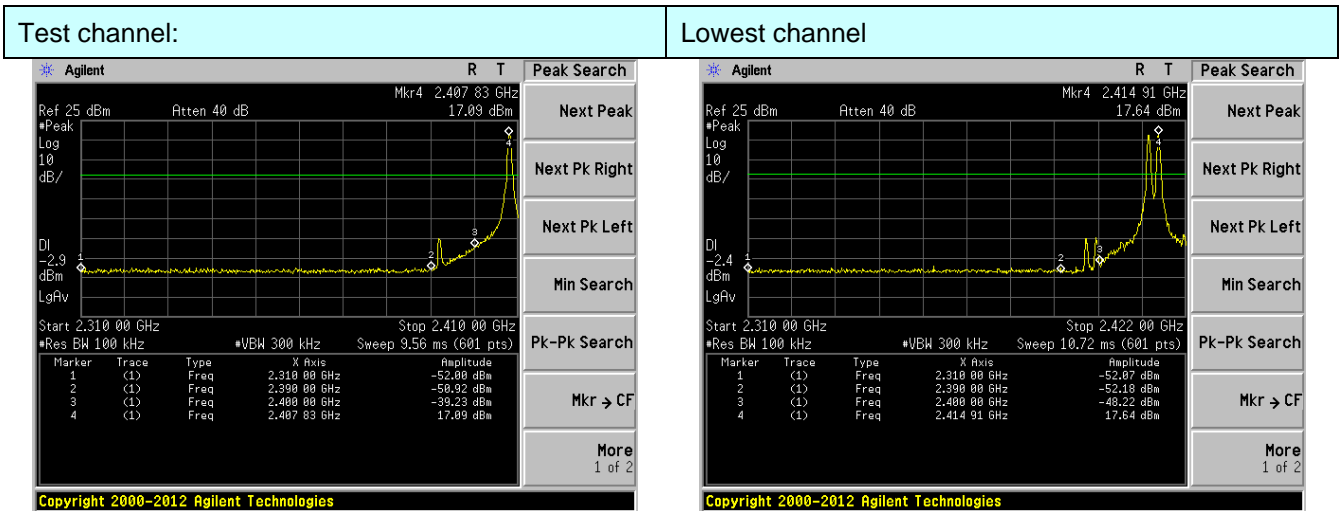 Test channel:
Lowest channel
Agilent R T
Peak Search
Mkr4 2.407 83 GHz
Ref 25 dBm Atten 40 dB 17.09 dBm
#Peak
Log
10
dB/
4
3
DI
-2.9
dBm
1
2
LgAv
Start 2.310 00 GHz Stop 2.410 00 GHz
#Res BW 100 kHz #VBW 300 kHz Sweep 9.56 ms (601 pts)
Marker Trace Type X Axis Amplitude
1 (1) Freq 2.310 00 GHz -52.00 dBm
2 (1) Freq 2.390 00 GHz -50.92 dBm
3 (1) Freq 2.400 00 GHz -39.23 dBm
4 (1) Freq 2.407 83 GHz 17.09 dBm
Copyright 2000-2012 Agilent Technologies
Next Peak
Next Pk Right
Next Pk Left
Min Search
Pk-Pk Search
Mkr → CF
More
1 of 2
Agilent R T
Peak Search
Mkr4 2.414 91 GHz
Ref 25 dBm Atten 40 dB 17.64 dBm
#Peak
Log
10
dB/
4
DI
-2.4
dBm
1
2
3
LgAv
Start 2.310 00 GHz Stop 2.422 00 GHz
#Res BW 100 kHz #VBW 300 kHz Sweep 10.72 ms (601 pts)
Marker Trace Type X Axis Amplitude
1 (1) Freq 2.310 00 GHz -52.07 dBm
2 (1) Freq 2.390 00 GHz -52.18 dBm
3 (1) Freq 2.400 00 GHz -48.22 dBm
4 (1) Freq 2.414 91 GHz 17.64 dBm
Copyright 2000-2012 Agilent Technologies
Next Peak
Next Pk Right
Next Pk Left
Min Search
Pk-Pk Search
Mkr → CF
More
1 of 2